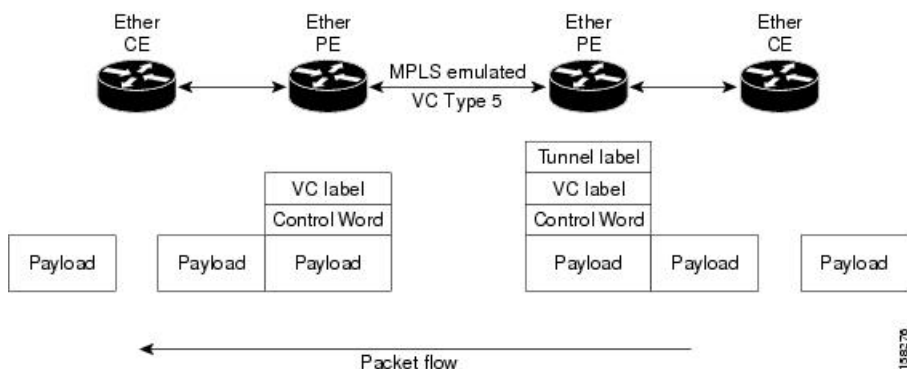 Ether
CE
Ether
PE
MPLS emulated
VC Type 5
Ether
PE
Ether
CE
Tunnel label
VC label
VC label
Control Word
Control Word
Payload
Payload
Payload
Payload
Payload
Payload
Packet flow
158276